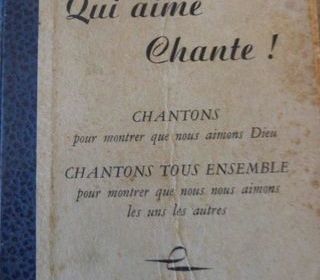 Qui aime
Chante !
CHANTONS
pour montrer que nous aimons Dieu
CHANTONS TOUS ENSEMBLE
pour montrer que nous nous aimons
les uns les autres